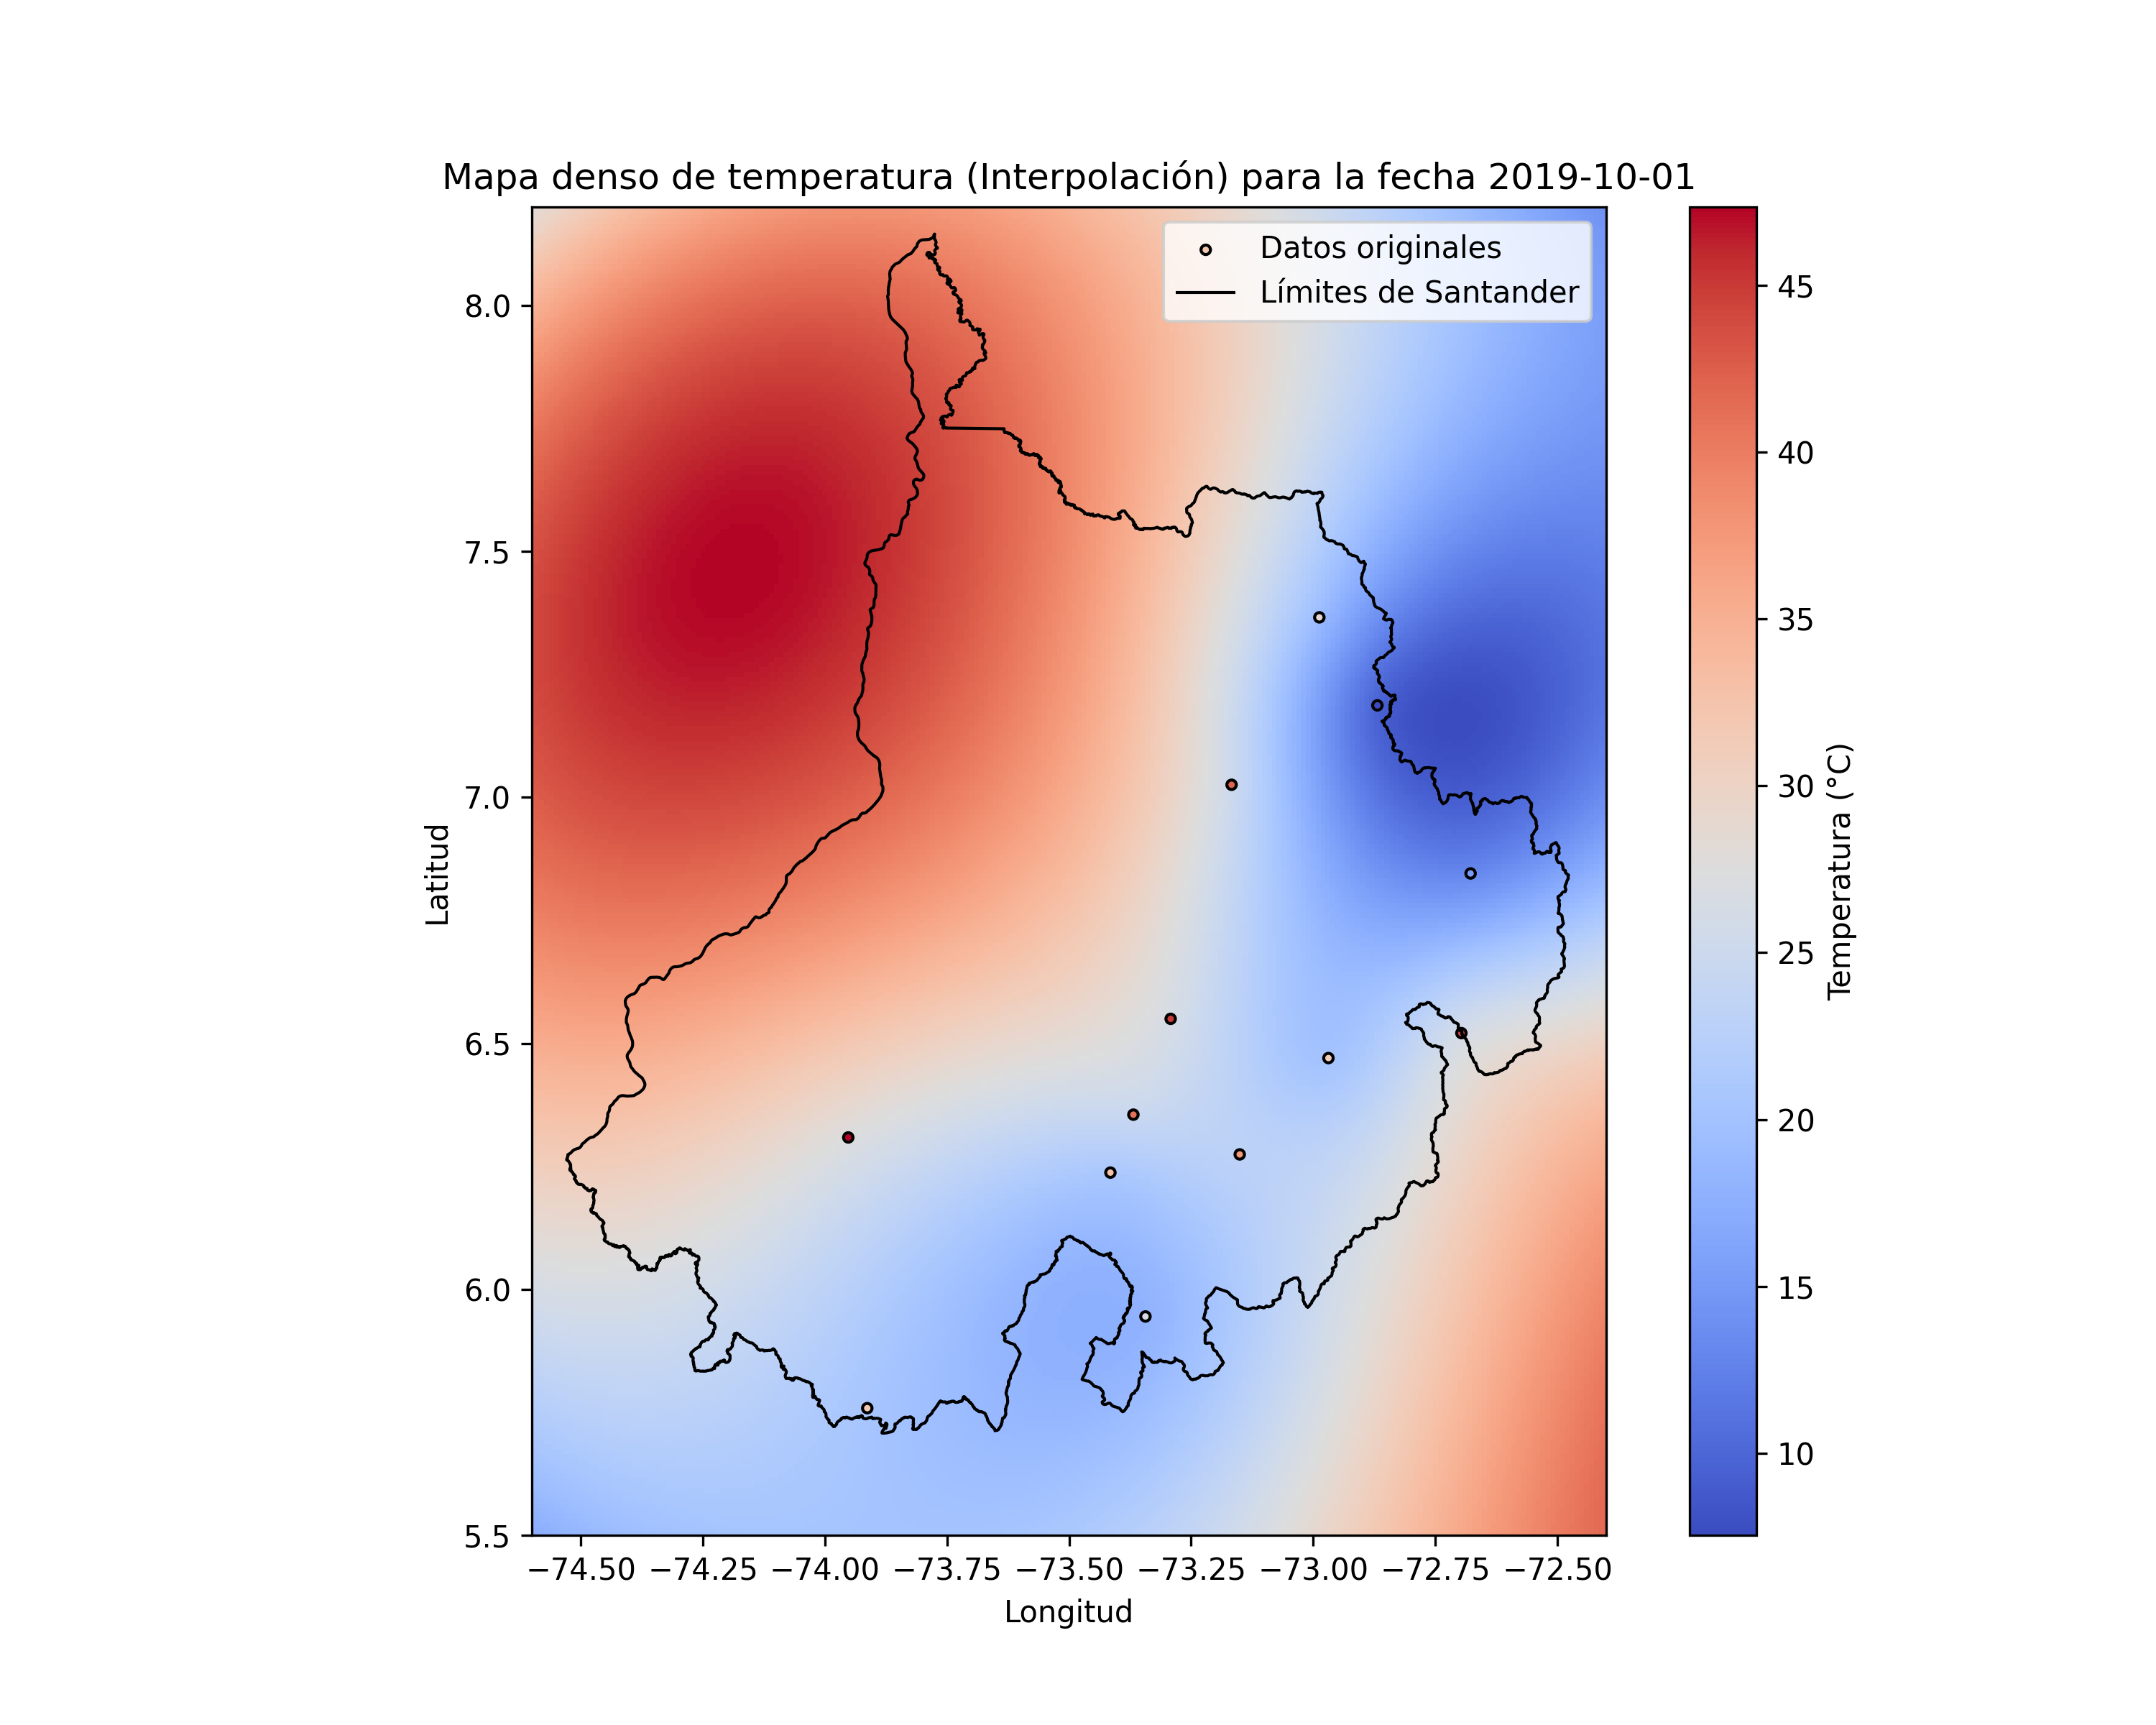 Mapa denso de temperatura (Interpolación) para la fecha 2019-10-01
Datos originales
Límites de Santander
8.0
7.5
7.0
6.5
6.0
5.5
Latitud
−74.50 −74.25 −74.00 −73.75 −73.50 −73.25 −73.00 −72.75 −72.50
Longitud
45
40
35
30
25
20
15
10
Temperatura (°C)